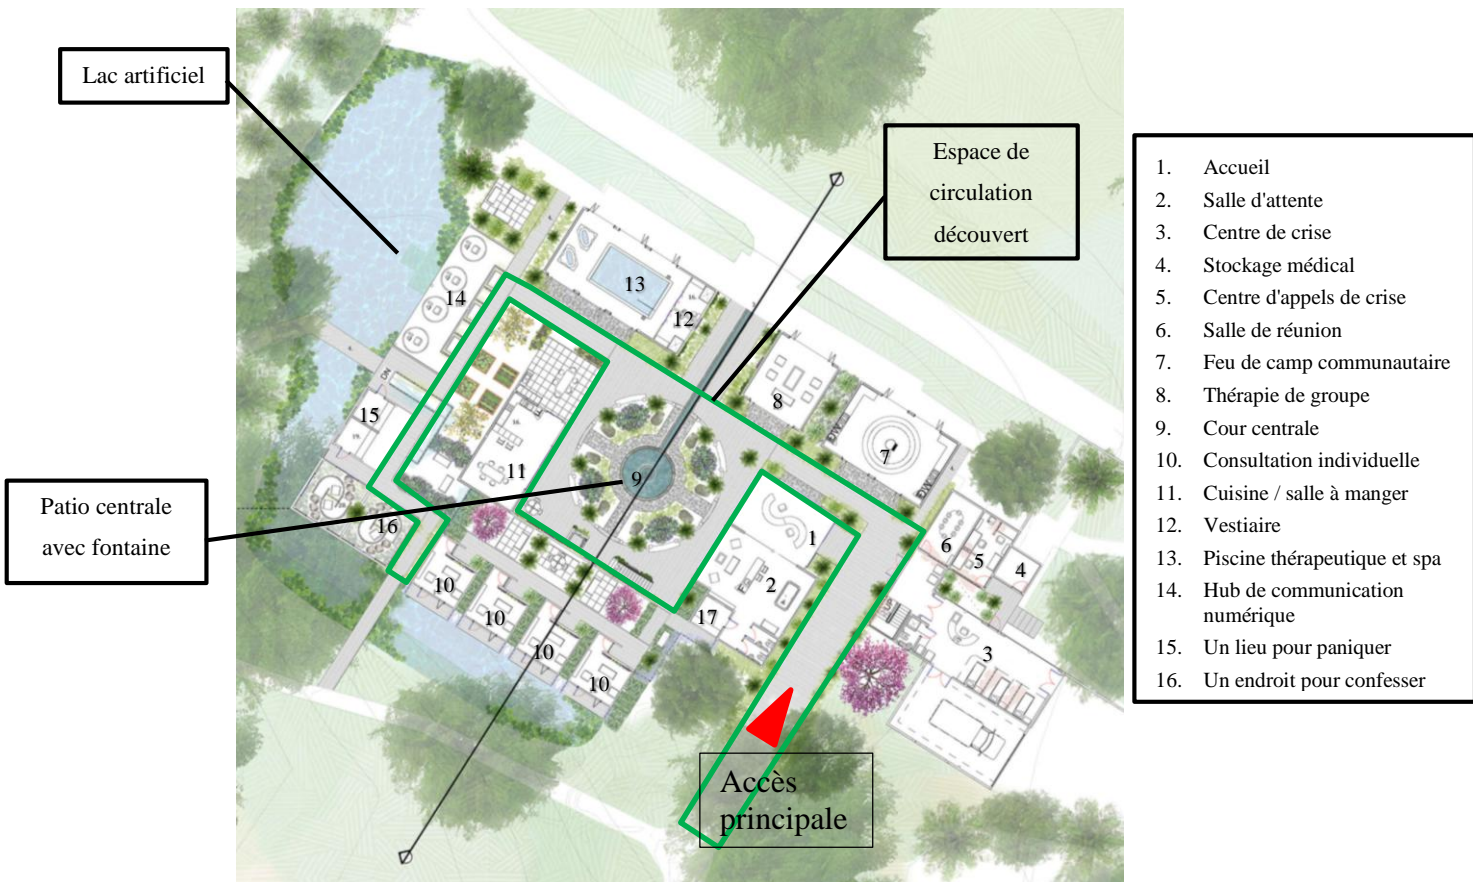 Lac artificiel
Espace de
circulation
découvert
Patio centrale
avec fontaine
Accès
principale
1. Accueil
2. Salle d'attente
3. Centre de crise
4. Stockage médical
5. Centre d'appels de crise
6. Salle de réunion
7. Feu de camp communautaire
8. Thérapie de groupe
9. Cour centrale
10. Consultation individuelle
11. Cuisine / salle à manger
12. Vestiaire
13. Piscine thérapeutique et spa
14. Hub de communication
numérique
15. Un lieu pour paniquer
16. Un endroit pour confesser
13
14
12
8
15
7
11
9
16
1
6
5
4
2
10
10
17
10
3
10
DN